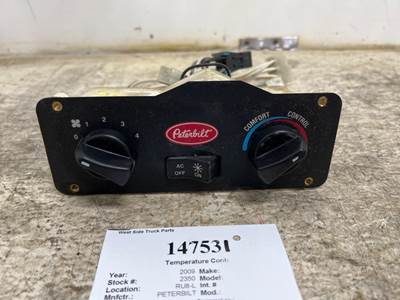 1 2 3
0 4
Peterbilt
COMFORT CONTROL
AC
OFF
West Side Truck Parts
147531
Temperature Cont
Year: 2009 Make:
Stock #: 2350 Model:
Location: RU8-L Int. #
Mnfctr.: PETERBILT Mod.: